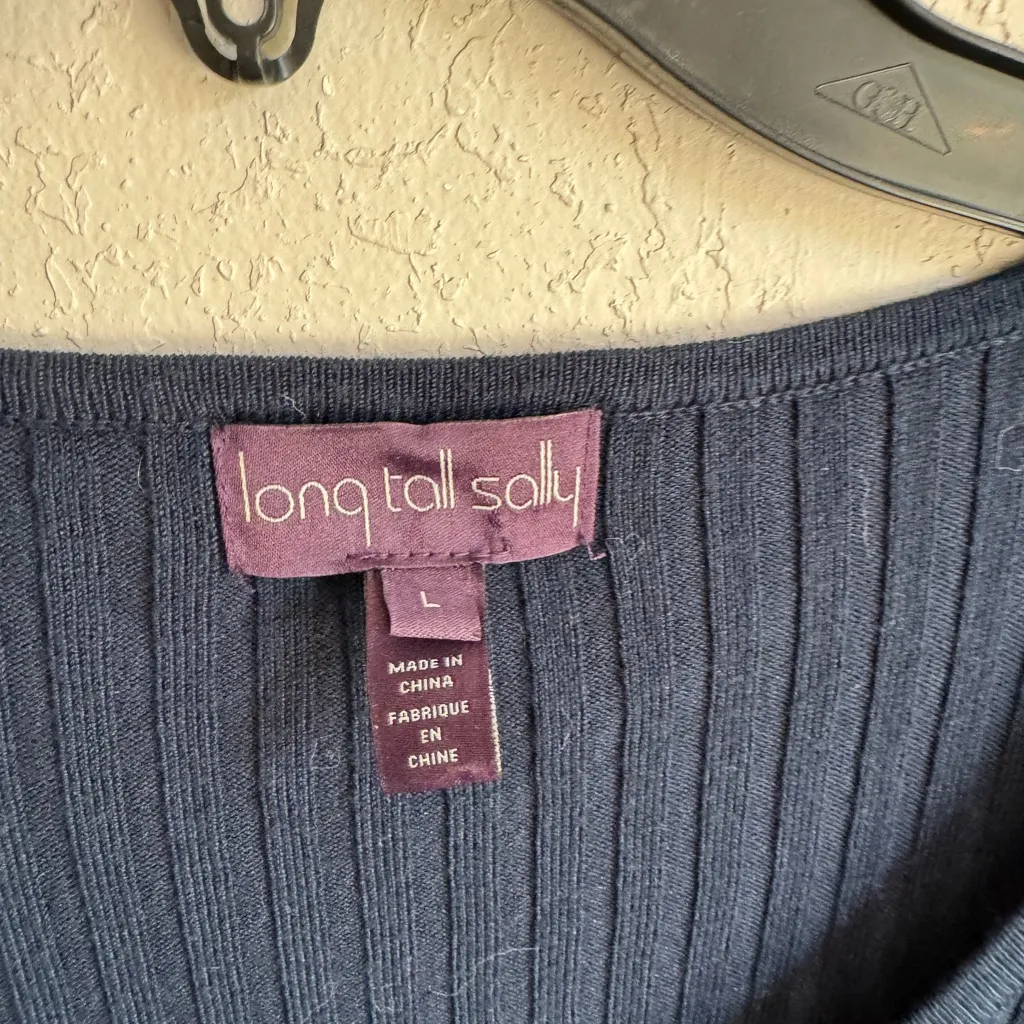 long tall sally
L
MADE IN
CHINA
FABRIQUE
EN
CHINE